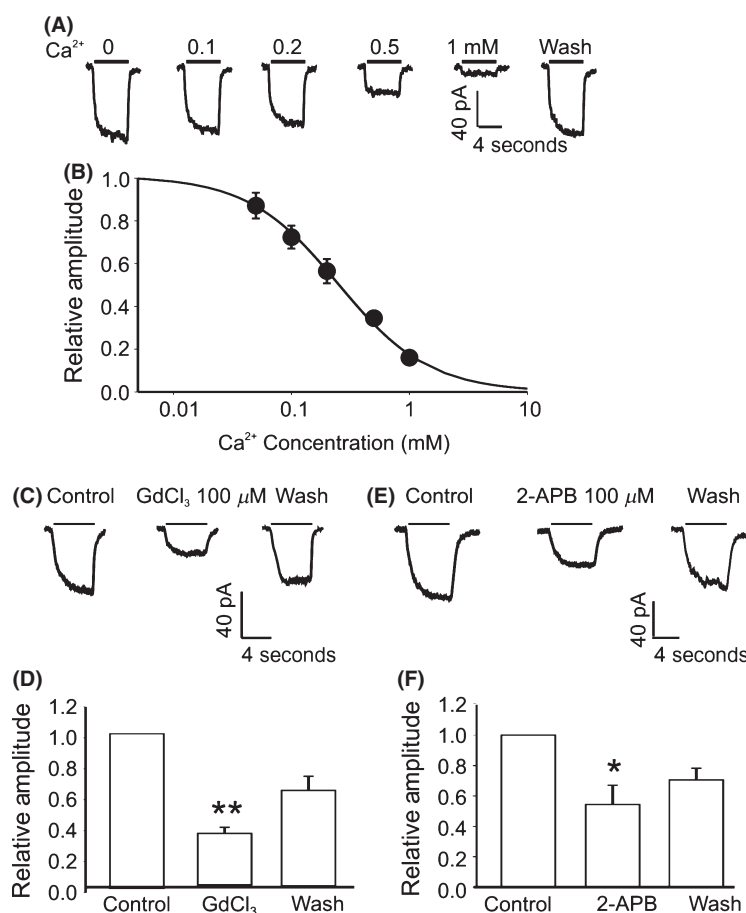 (A)
Ca²⁺ 0 0.1 0.2 0.5 1 mM Wash
40 pA
4 seconds
(B)
Relative amplitude
1.0
0.8
0.6
0.4
0.2
0.0
0.01 0.1 1 10
Ca²⁺ Concentration (mM)
(C) Control GdCl₃ 100 μM Wash
40 pA
4 seconds
(E) Control 2-APB 100 μM Wash
40 pA
4 seconds
(D)
Relative amplitude
1.2
1.0
0.8
0.6
0.4
0.2
0.0
**
Control GdCl₃ Wash
(F)
Relative amplitude
1.2
1.0
0.8
0.6
0.4
0.2
0.0
*
Control 2-APB Wash